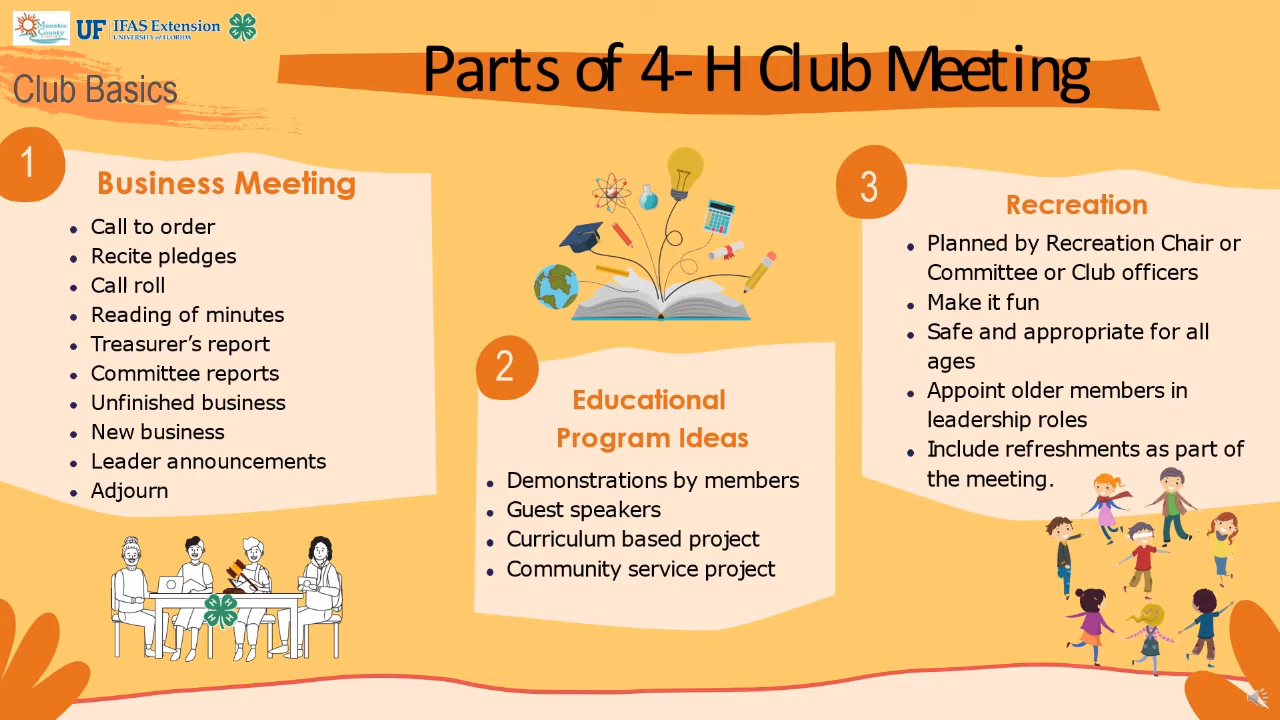 Manatee
County
FLORIDA
UF IFAS Extension
UNIVERSITY of FLORIDA
Club Basics
Parts of 4-H Club Meeting
1
Business Meeting
• Call to order
• Recite pledges
• Call roll
• Reading of minutes
• Treasurer’s report
• Committee reports
• Unfinished business
• New business
• Leader announcements
• Adjourn
2
Educational
Program Ideas
• Demonstrations by members
• Guest speakers
• Curriculum based project
• Community service project
3
Recreation
• Planned by Recreation Chair or
Committee or Club officers
• Make it fun
• Safe and appropriate for all
ages
• Appoint older members in
leadership roles
• Include refreshments as part of
the meeting.